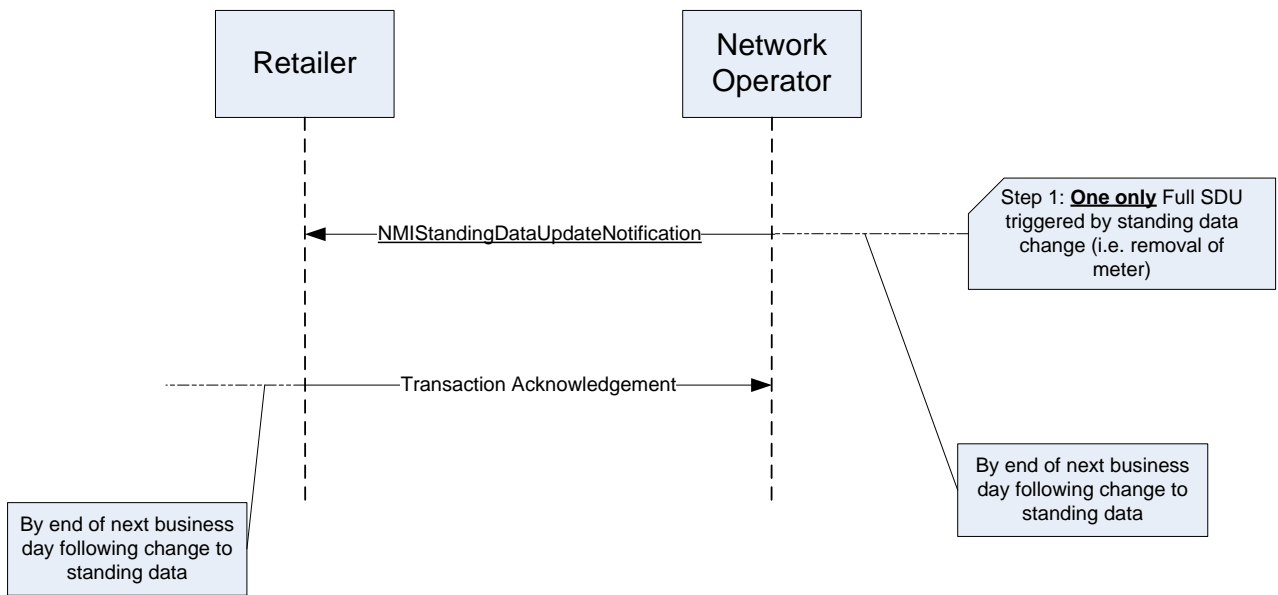 Retailer
Network
Operator
Step 1: One only Full SDU
triggered by standing data
change (i.e. removal of
meter)
NMIStandingDataUpdateNotification
Transaction Acknowledgement
By end of next business
day following change to
standing data
By end of next business
day following change to
standing data